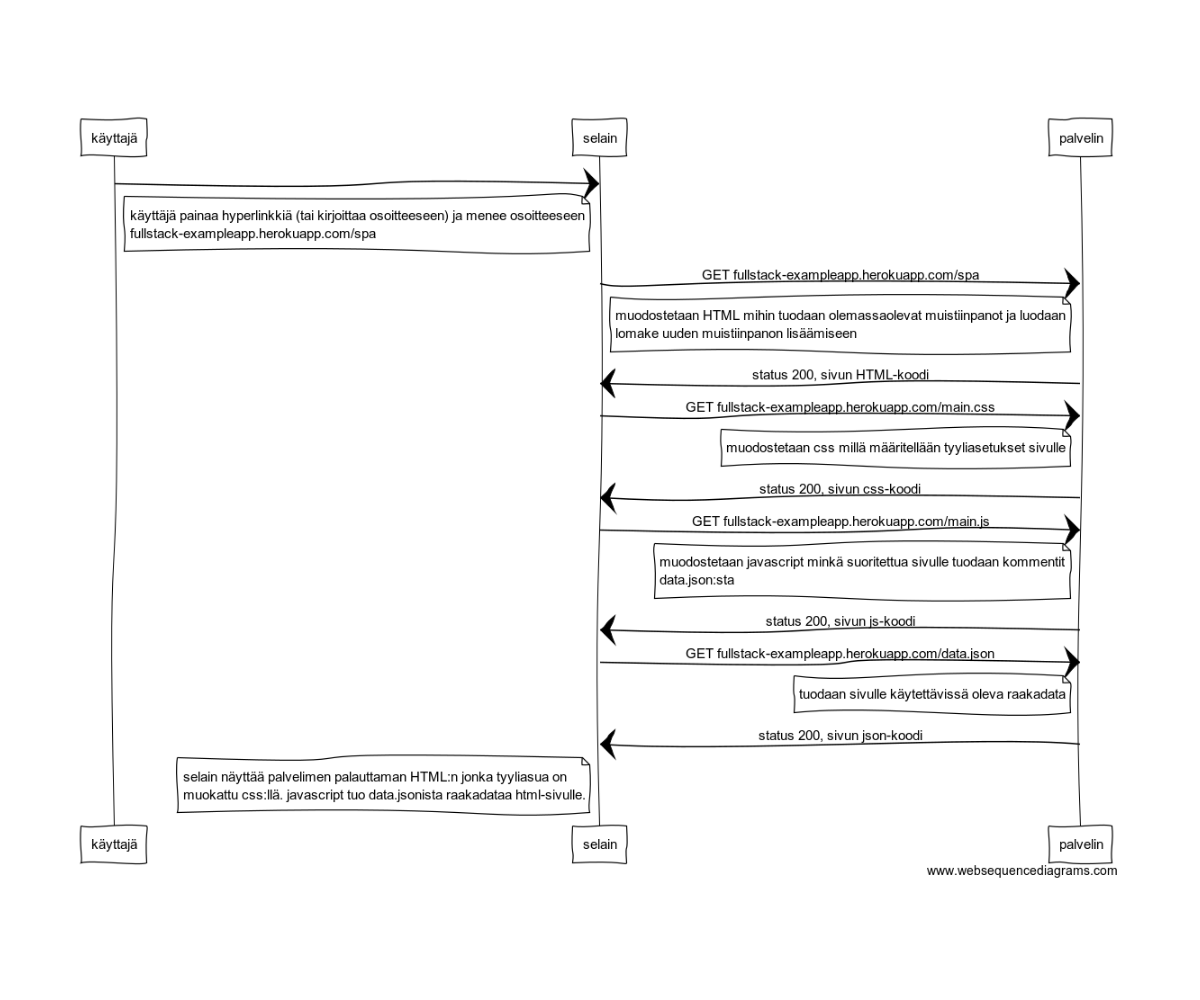 käyttajä
selain
palvelin
käyttäjä painaa hyperlinkkiä (tai kirjoittaa osoitteeseen) ja menee osoitteeseen
fullstack-exampleapp.herokuapp.com/spa
GET fullstack-exampleapp.herokuapp.com/spa
muodostetaan HTML mihin tuodaan olemassaolevat muistiinpanot ja luodaan
lomake uuden muistiinpanon lisäämiseen
status 200, sivun HTML-koodi
GET fullstack-exampleapp.herokuapp.com/main.css
muodostetaan css millä määritellään tyyliasetukset sivulle
status 200, sivun css-koodi
GET fullstack-exampleapp.herokuapp.com/main.js
muodostetaan javascript minkä suoritettua sivulle tuodaan kommentit
data.json:sta
status 200, sivun js-koodi
GET fullstack-exampleapp.herokuapp.com/data.json
tuodaan sivulle käytettävissä oleva raakadata
status 200, sivun json-koodi
selain näyttää palvelimen palauttaman HTML:n jonka tyyliasua on
muokattu css:llä. javascript tuo data.jsonista raakadataa html-sivulle.
käyttajä
selain
palvelin
www.websequencediagrams.com